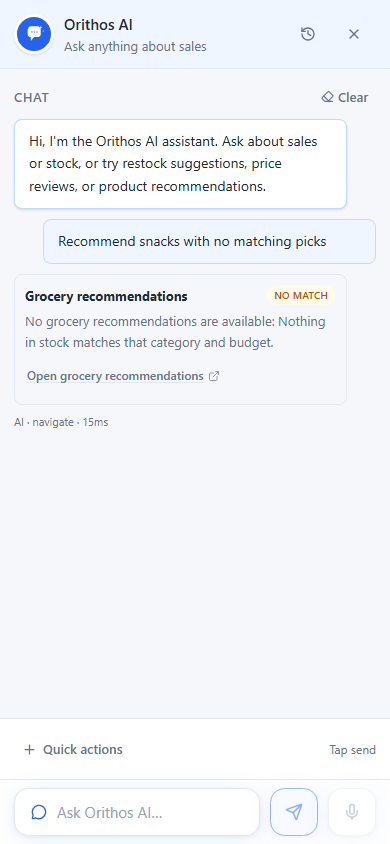 Orithos AI
Ask anything about sales
CHAT
Clear
Hi, I'm the Orithos AI assistant. Ask about sales
or stock, or try restock suggestions, price
reviews, or product recommendations.
Recommend snacks with no matching picks
Grocery recommendations
NO MATCH
No grocery recommendations are available: Nothing
in stock matches that category and budget.
Open grocery recommendations
AI · navigate · 15ms
Quick actions
Tap send
Ask Orithos AI...